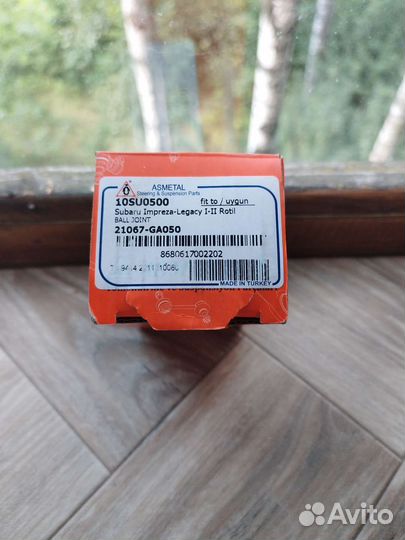 ASMETAL
Steering & Suspension Parts
10SU0500 fit to / uygun
Subaru Impreza-Legacy I-II Rotil
BALL JOINT
21067-GA050
8680617002202
MADE IN TURKEY
Avito